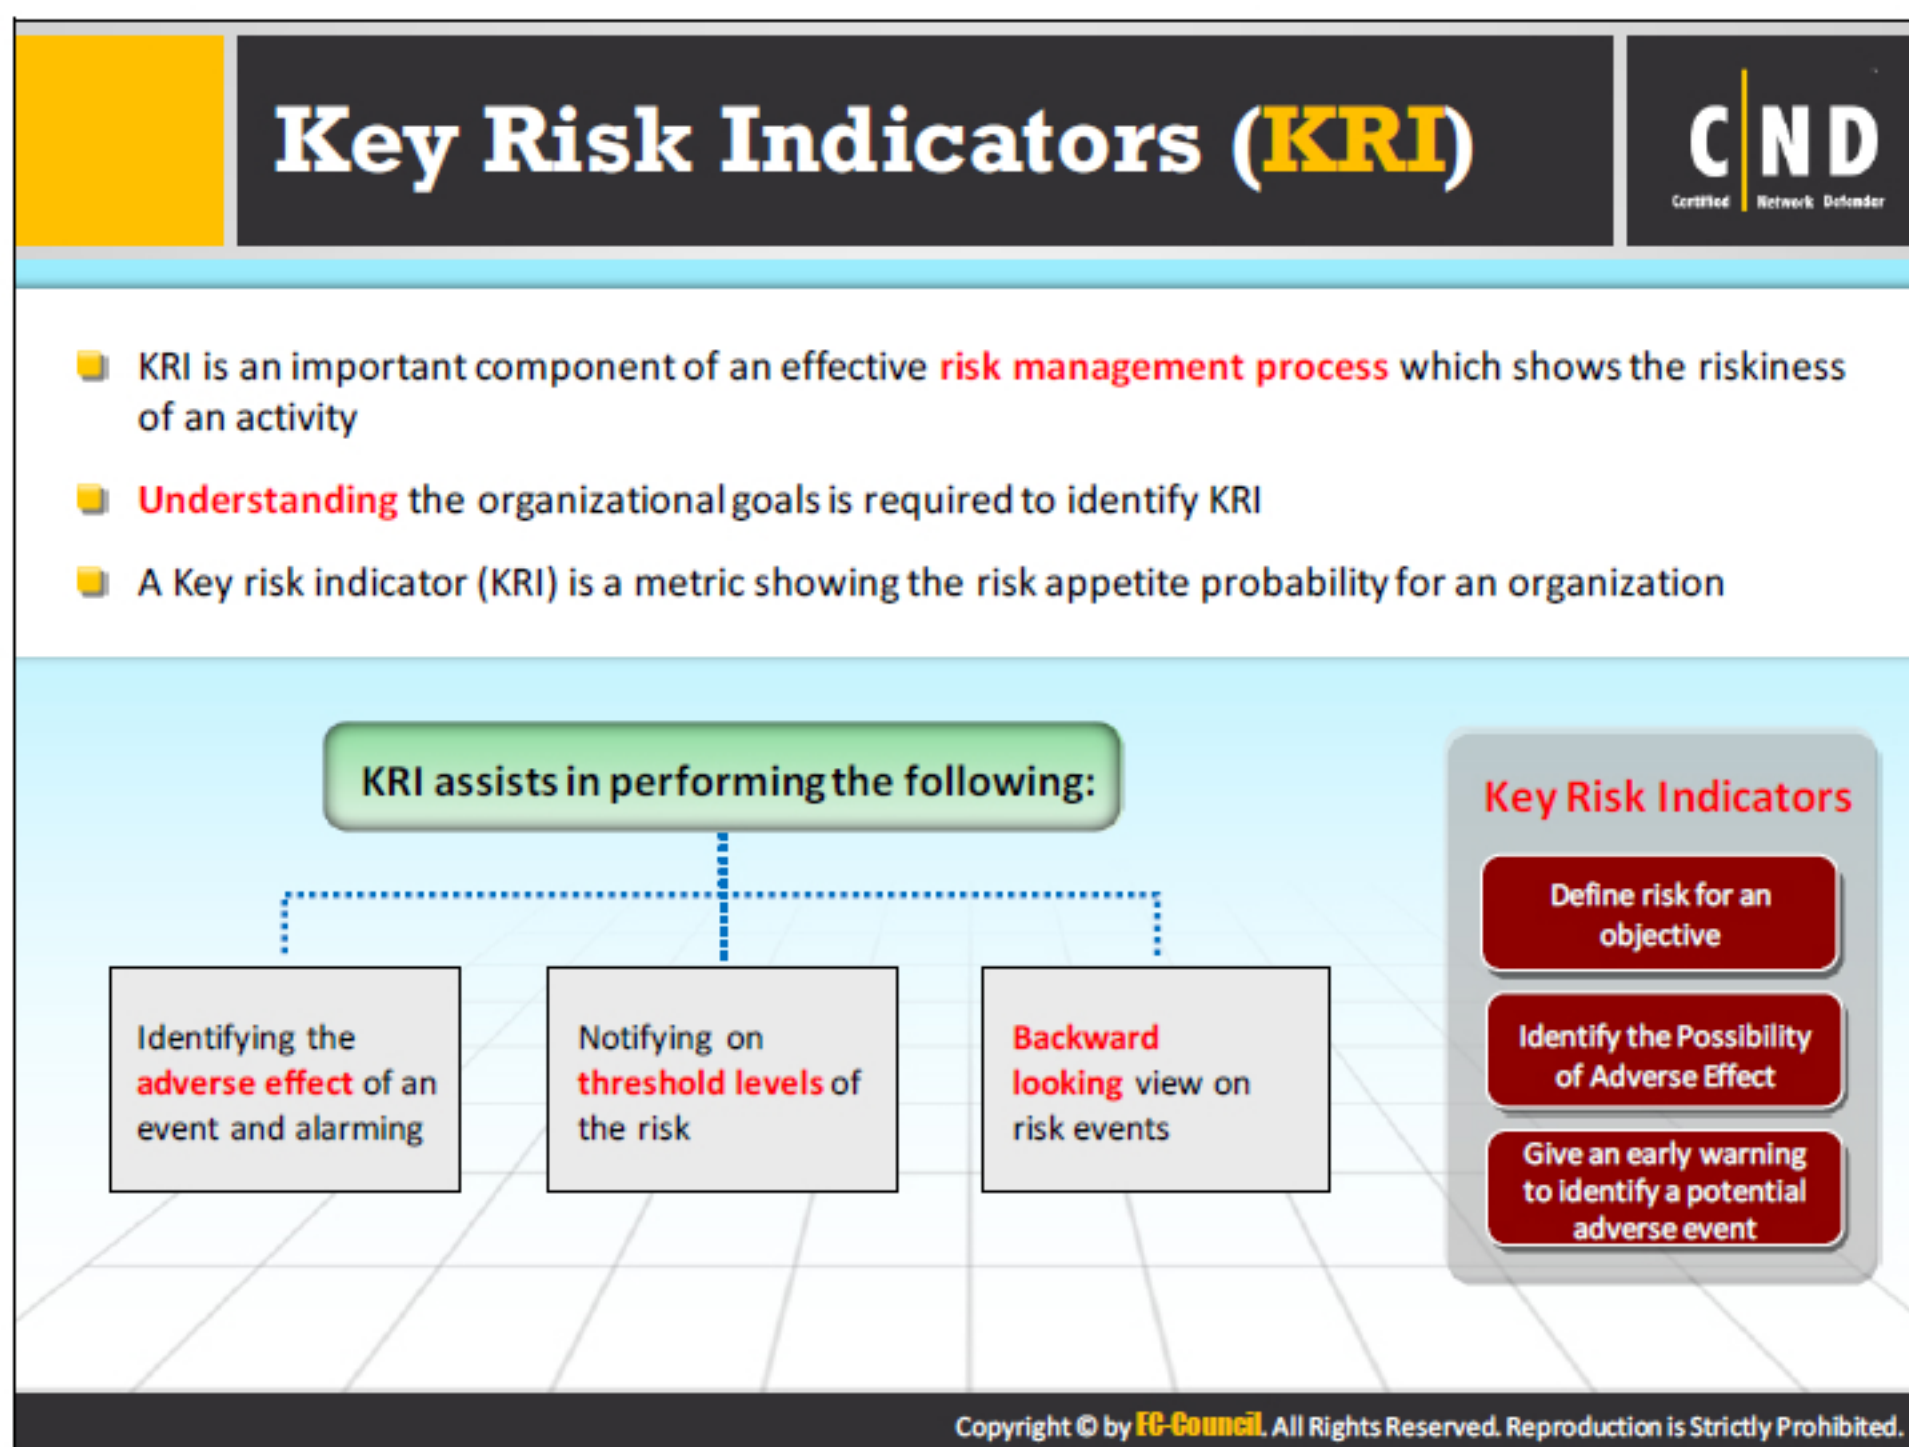 Key Risk Indicators (KRI)
C ND
Certified Network Defender
KRI is an important component of an effective risk management process which shows the riskiness
of an activity
Understanding the organizational goals is required to identify KRI
A Key risk indicator (KRI) is a metric showing the risk appetite probability for an organization
KRI assists in performing the following:
Identifying the
adverse effect of an
event and alarming
Notifying on
threshold levels of
the risk
Backward
looking view on
risk events
Key Risk Indicators
Define risk for an
objective
Identify the Possibility
of Adverse Effect
Give an early warning
to identify a potential
adverse event
Copyright © by EC-Council. All Rights Reserved. Reproduction is Strictly Prohibited.